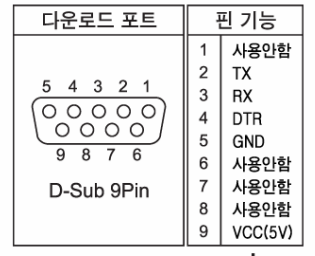 다운로드 포트
핀 기능
5 4 3 2 1
9 8 7 6
D-Sub 9Pin
1 사용안함
2 TX
3 RX
4 DTR
5 GND
6 사용안함
7 사용안함
8 사용안함
9 VCC(5V)